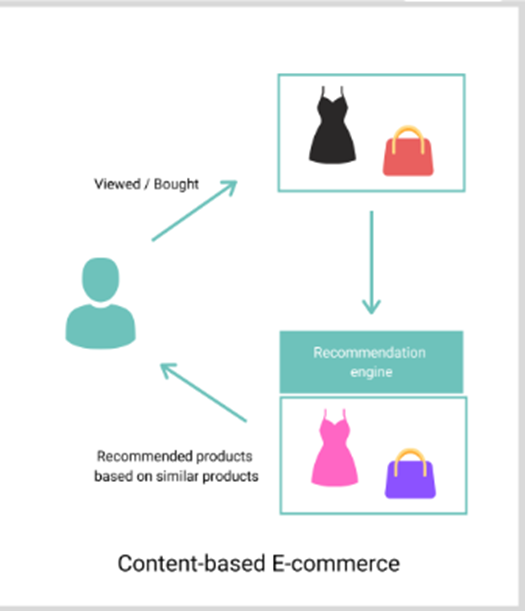 Viewed / Bought
Recommendation
engine
Recommended products
based on similar products
Content-based E-commerce